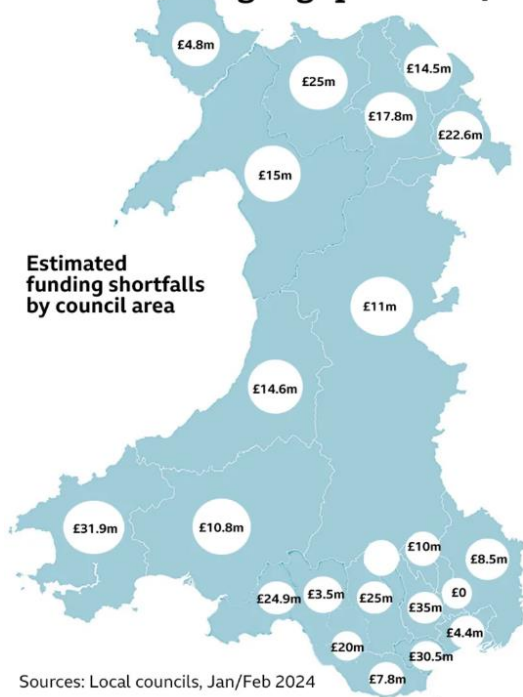 £4.8m
£25m
£14.5m
£17.8m
£22.6m
£15m
Estimated
funding shortfalls
by council area
£11m
£14.6m
£31.9m
£10.8m
£10m
£8.5m
£24.9m
£3.5m
£25m
£35m
£0
£4.4m
£20m
£30.5m
£7.8m
Sources: Local councils, Jan/Feb 2024